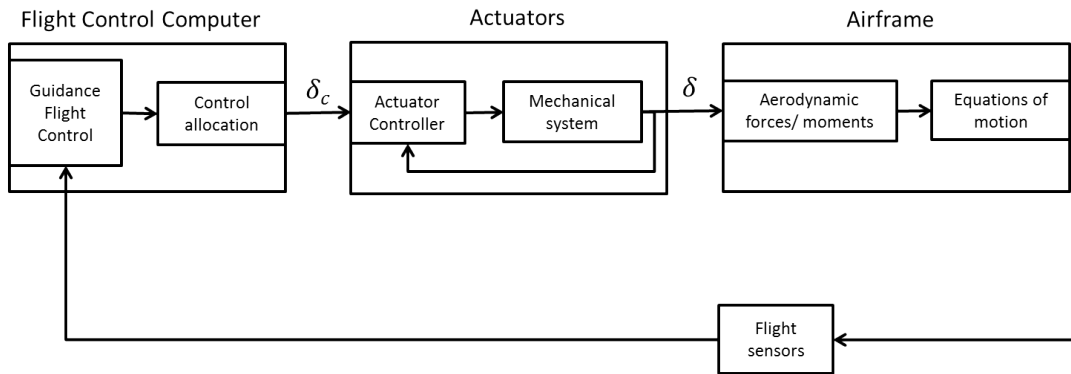 Flight Control Computer
Actuators
Airframe
Guidance
Flight
Control
Control
allocation
δc
Actuator
Controller
Mechanical
system
δ
Aerodynamic
forces/ moments
Equations of
motion
Flight
sensors